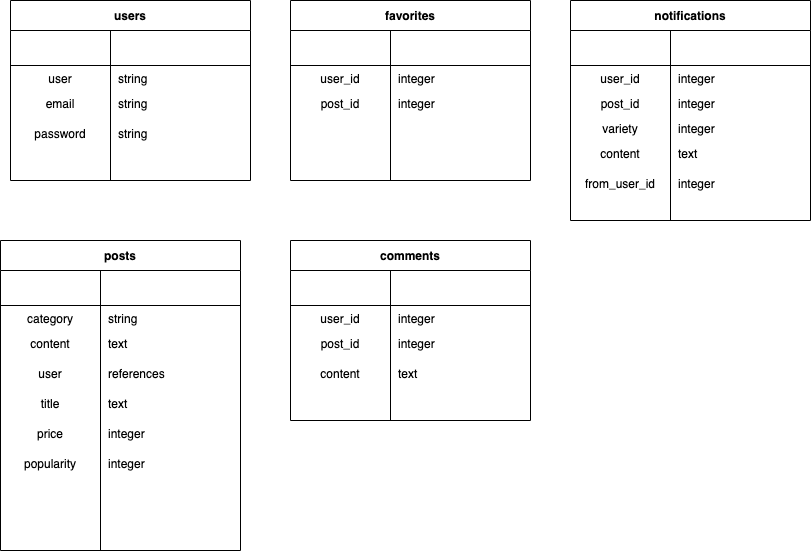 users
user string
email string
password string
favorites
user_id integer
post_id integer
notifications
user_id integer
post_id integer
variety integer
content text
from_user_id integer
posts
category string
content text
user references
title text
price integer
popularity integer
comments
user_id integer
post_id integer
content text